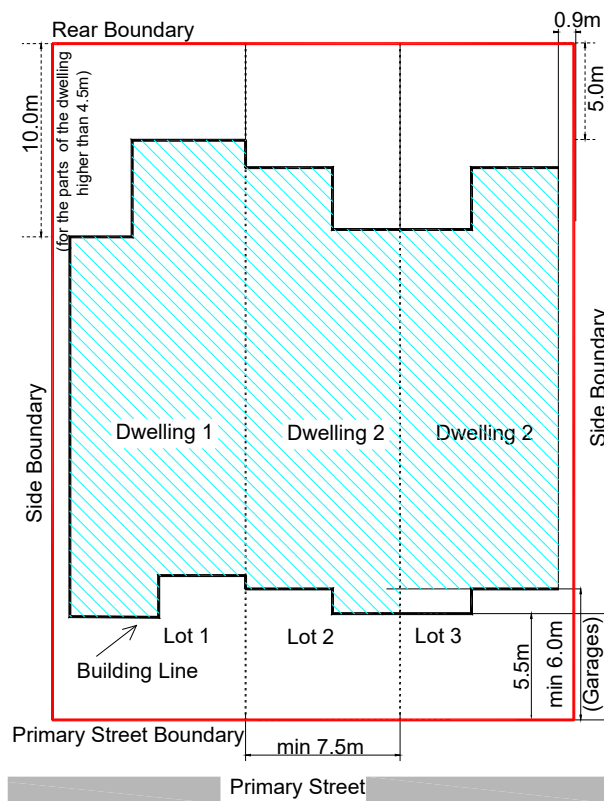 0.9m
Rear Boundary
10.0m
(for the parts of the dwelling
higher than 4.5m)
5.0m
Side Boundary
Side Boundary
Dwelling 1
Dwelling 2
Dwelling 2
Lot 1
Lot 2
Lot 3
Building Line
5.5m
min 6.0m
(Garages)
Primary Street Boundary
min 7.5m
Primary Street